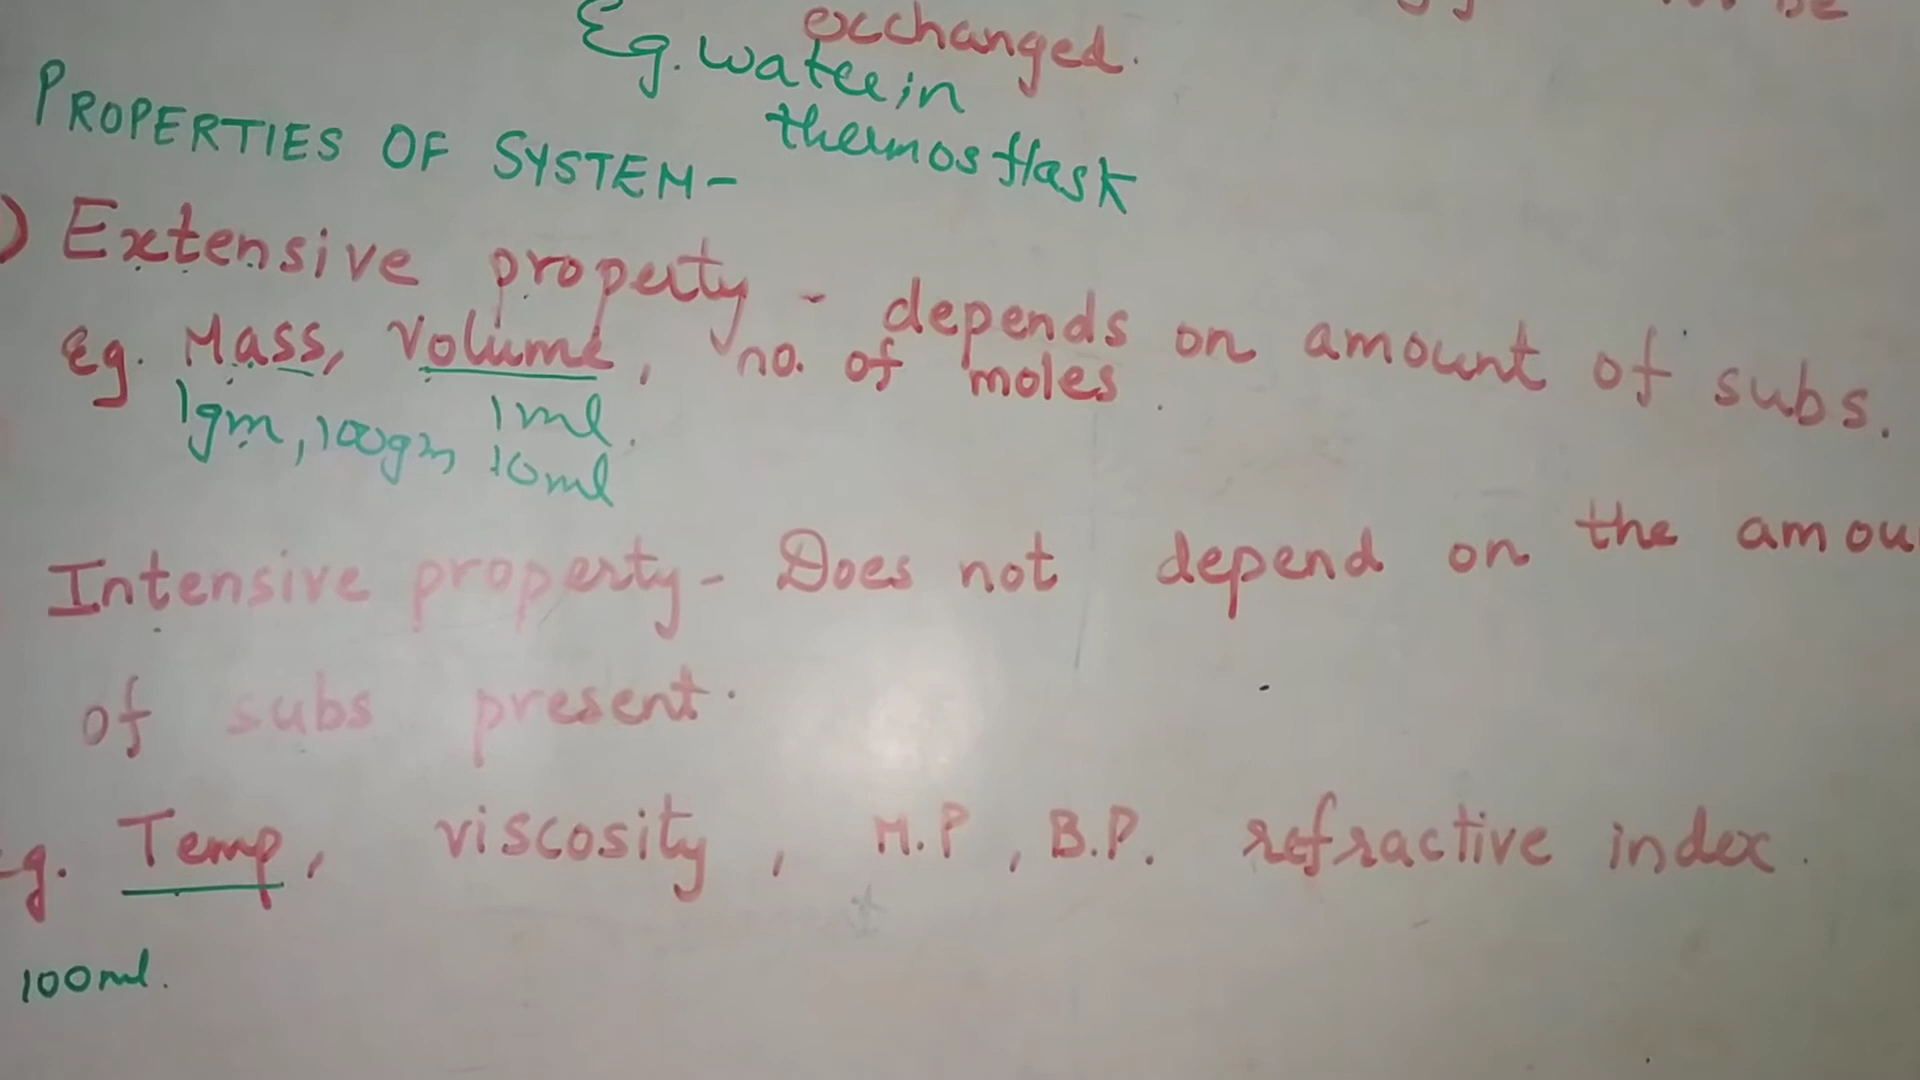 exchanged.
Eg. water in
thermos flask
PROPERTIES OF SYSTEM-
) Extensive property - depends on amount of subs.
Eg. Mass, Volume, no. of moles.
1gm, 100gm 1ml.
10ml
Intensive property - Does not depend on the amou
of subs present.
g. Temp, viscosity, M.P, B.P. refractive index.
100ml.